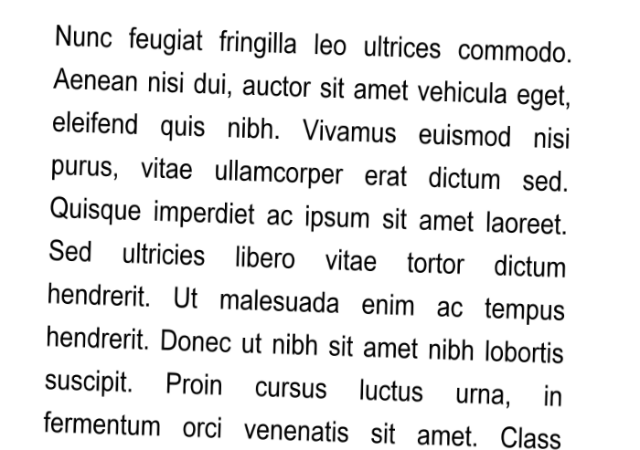 Nunc feugiat fringilla leo ultrices commodo.
Aenean nisi dui, auctor sit amet vehicula eget,
eleifend quis nibh. Vivamus euismod nisi
purus, vitae ullamcorper erat dictum sed.
Quisque imperdiet ac ipsum sit amet laoreet.
Sed ultricies libero vitae tortor dictum
hendrerit. Ut malesuada enim ac tempus
hendrerit. Donec ut nibh sit amet nibh lobortis
suscipit. Proin cursus luctus urna, in
fermentum orci venenatis sit amet. Class